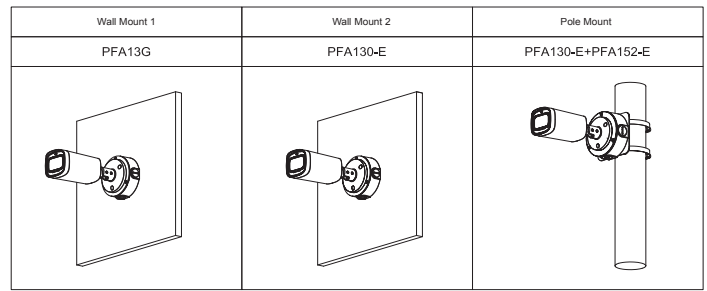 Wall Mount 1
Wall Mount 2
Pole Mount
PFA13G
PFA130-E
PFA130-E+PFA152-E